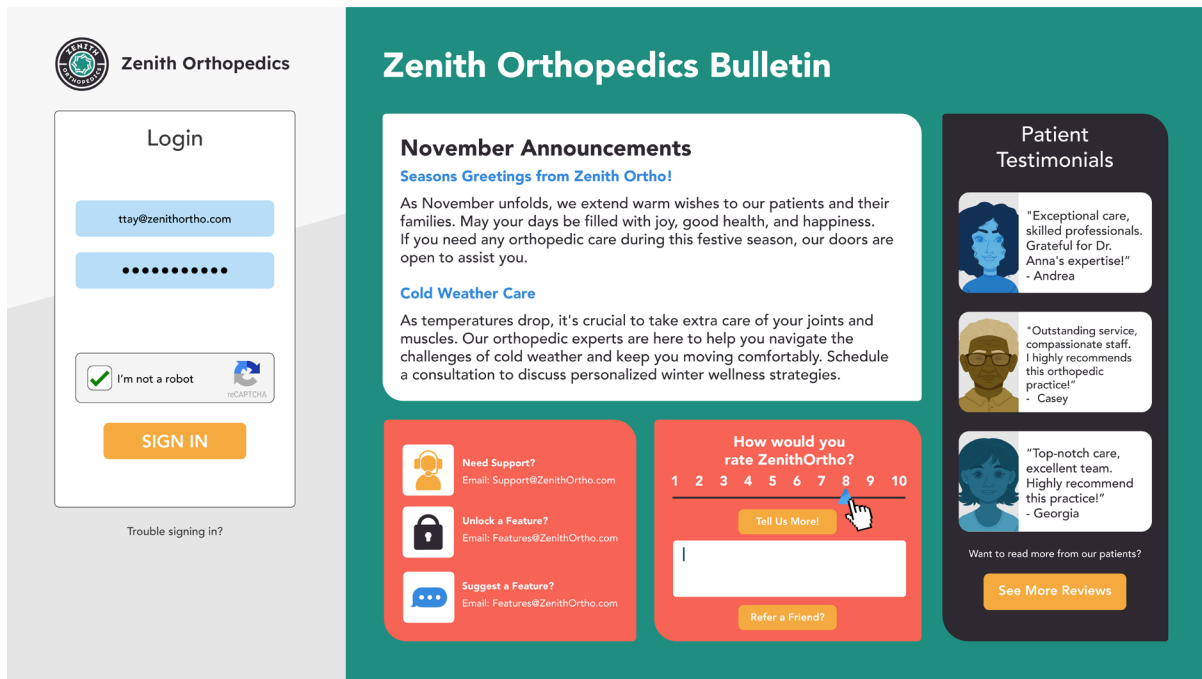 ZENITH
ORTHOPEDICS
Zenith Orthopedics
Login
ttay@zenithortho.com
I'm not a robot
reCAPTCHA
SIGN IN
Trouble signing in?
Zenith Orthopedics Bulletin
November Announcements
Seasons Greetings from Zenith Ortho!
As November unfolds, we extend warm wishes to our patients and their
families. May your days be filled with joy, good health, and happiness.
If you need any orthopedic care during this festive season, our doors are
open to assist you.
Cold Weather Care
As temperatures drop, it's crucial to take extra care of your joints and
muscles. Our orthopedic experts are here to help you navigate the
challenges of cold weather and keep you moving comfortably. Schedule
a consultation to discuss personalized winter wellness strategies.
Need Support?
Email: Support@ZenithOrtho.com
Unlock a Feature?
Email: Features@ZenithOrtho.com
Suggest a Feature?
Email: Features@ZenithOrtho.com
How would you
rate ZenithOrtho?
1 2 3 4 5 6 7 8 9 10
Tell Us More!
Refer a Friend?
Patient
Testimonials
"Exceptional care,
skilled professionals.
Grateful for Dr.
Anna's expertise!”
- Andrea
"Outstanding service,
compassionate staff.
I highly recommends
this orthopedic
practice!”
- Casey
“Top-notch care,
excellent team.
Highly recommend
this practice!”
- Georgia
Want to read more from our patients?
See More Reviews